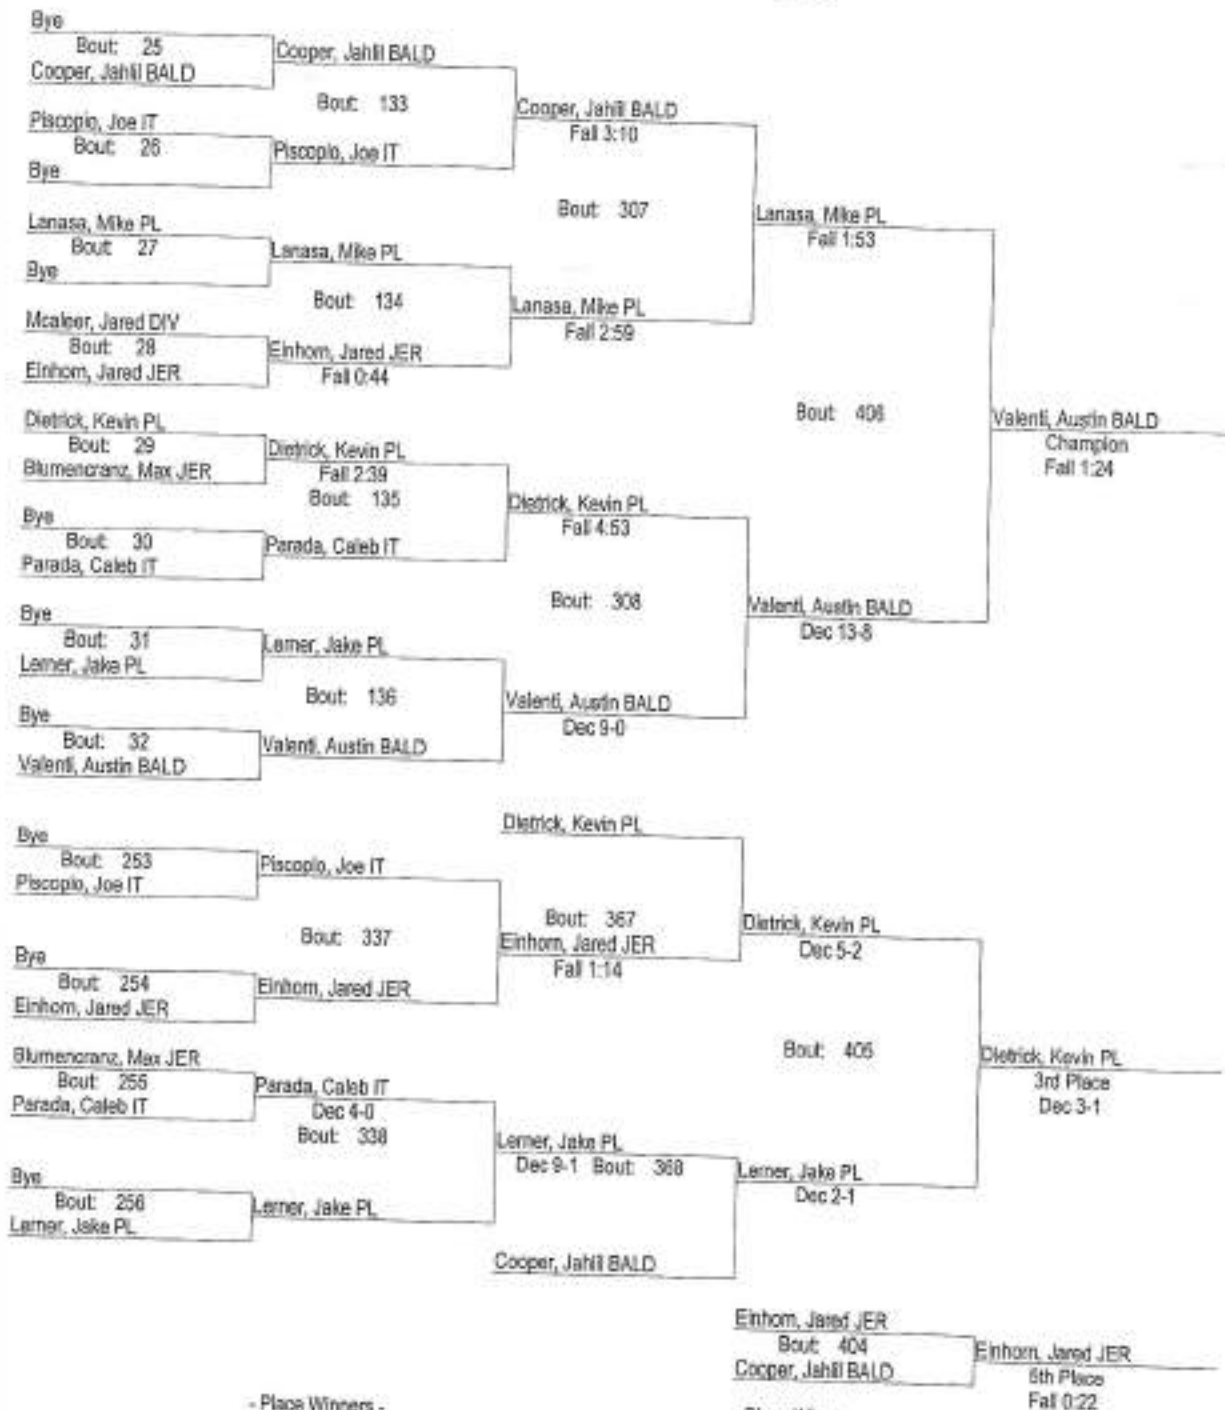 Bye
Bout: 25
Cooper, Jahlil BALD
Cooper, Jahlil BALD
Bout: 133
Piscopio, Joe IT
Bout: 26
Bye
Piscopio, Joe IT
Cooper, Jahlil BALD
Fall 3:10
Bout: 307
Lanasa, Mike PL
Bout: 27
Bye
Lanasa, Mike PL
Bout: 134
Mcaleer, Jared DIV
Bout: 28
Einhorn, Jared JER
Einhorn, Jared JER
Fall 0:44
Lanasa, Mike PL
Fall 2:59
Lanasa, Mike PL
Fall 1:53
Bout: 406
Dietrick, Kevin PL
Bout: 29
Blumencranz, Max JER
Dietrick, Kevin PL
Fall 2:39
Bout: 135
Bye
Bout: 30
Parada, Caleb IT
Parada, Caleb IT
Dietrick, Kevin PL
Fall 4:53
Bout: 308
Bye
Bout: 31
Lerner, Jake PL
Lerner, Jake PL
Bout: 136
Bye
Bout: 32
Valenti, Austin BALD
Valenti, Austin BALD
Valenti, Austin BALD
Dec 9-0
Valenti, Austin BALD
Dec 13-8
Valenti, Austin BALD
Champion
Fall 1:24
Bye
Bout: 253
Piscopio, Joe IT
Piscopio, Joe IT
Bout: 337
Bye
Bout: 254
Einhorn, Jared JER
Einhorn, Jared JER
Dietrick, Kevin PL
Bout: 367
Einhorn, Jared JER
Fall 1:14
Dietrick, Kevin PL
Dec 5-2
Bout: 405
Blumencranz, Max JER
Bout: 255
Parada, Caleb IT
Parada, Caleb IT
Dec 4-0
Bout: 338
Bye
Bout: 256
Lerner, Jake PL
Lerner, Jake PL
Lerner, Jake PL
Dec 9-1 Bout: 368
Cooper, Jahlil BALD
Lerner, Jake PL
Dec 2-1
Dietrick, Kevin PL
3rd Place
Dec 3-1
Einhorn, Jared JER
Bout: 404
Cooper, Jahlil BALD
Einhorn, Jared JER
5th Place
Fall 0:22
- Place Winners -